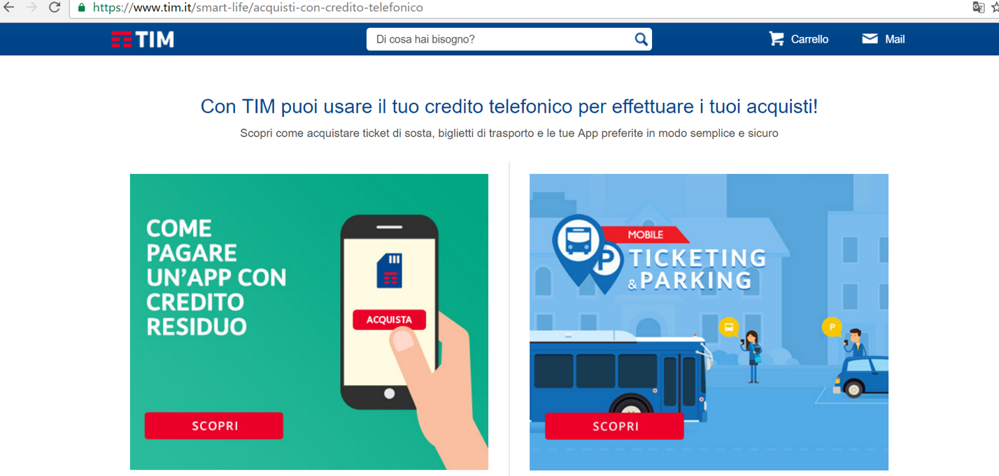 https://www.tim.it/smart-life/acquisti-con-credito-telefonico
TIM
Di cosa hai bisogno?
Carrello
Mail
Con TIM puoi usare il tuo credito telefonico per effettuare i tuoi acquisti!
Scopri come acquistare ticket di sosta, biglietti di trasporto e le tue App preferite in modo semplice e sicuro
COME
PAGARE
UN'APP CON
CREDITO
RESIDUO
ACQUISTA
SCOPRI
MOBILE
P
TICKETING
&PARKING
P
SCOPRI